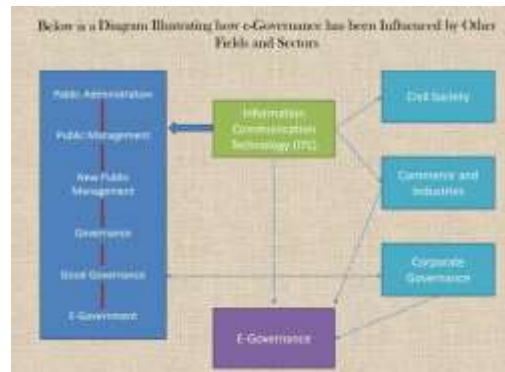 Below is a Diagram Illustrating how e-Governance has been Influenced by Other
Fields and Sectors
Public Administration
Public Management
New Public
Management
Governance
Good Governance
E-Government
Information
Communication
Technology (ITC)
Civil Society
Commerce and
Industries
Corporate
Governance
E-Governance